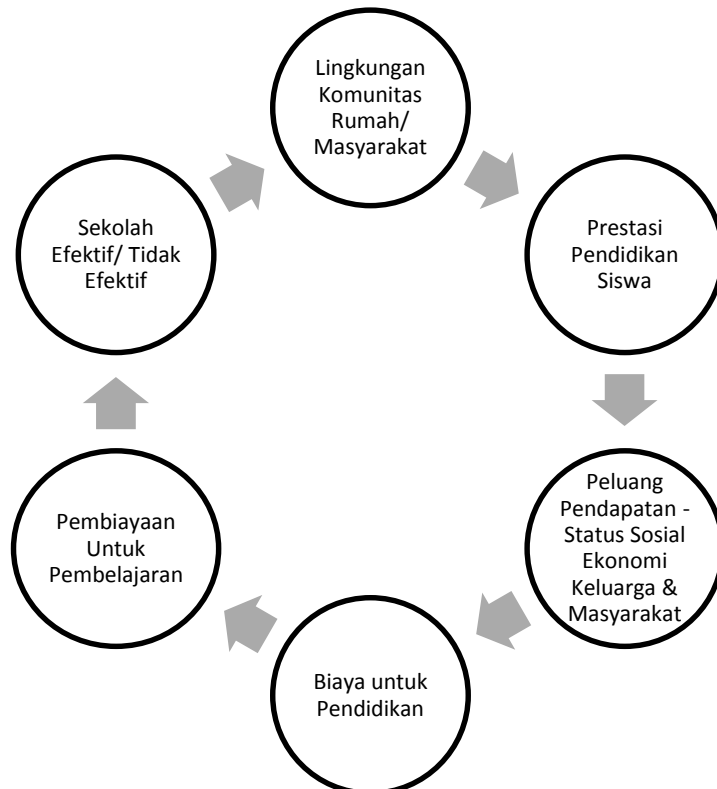 Lingkungan
Komunitas
Rumah/
Masyarakat
Prestasi
Pendidikan
Siswa
Peluang
Pendapatan -
Status Sosial
Ekonomi
Keluarga &
Masyarakat
Biaya untuk
Pendidikan
Pembiayaan
Untuk
Pembelajaran
Sekolah
Efektif/ Tidak
Efektif